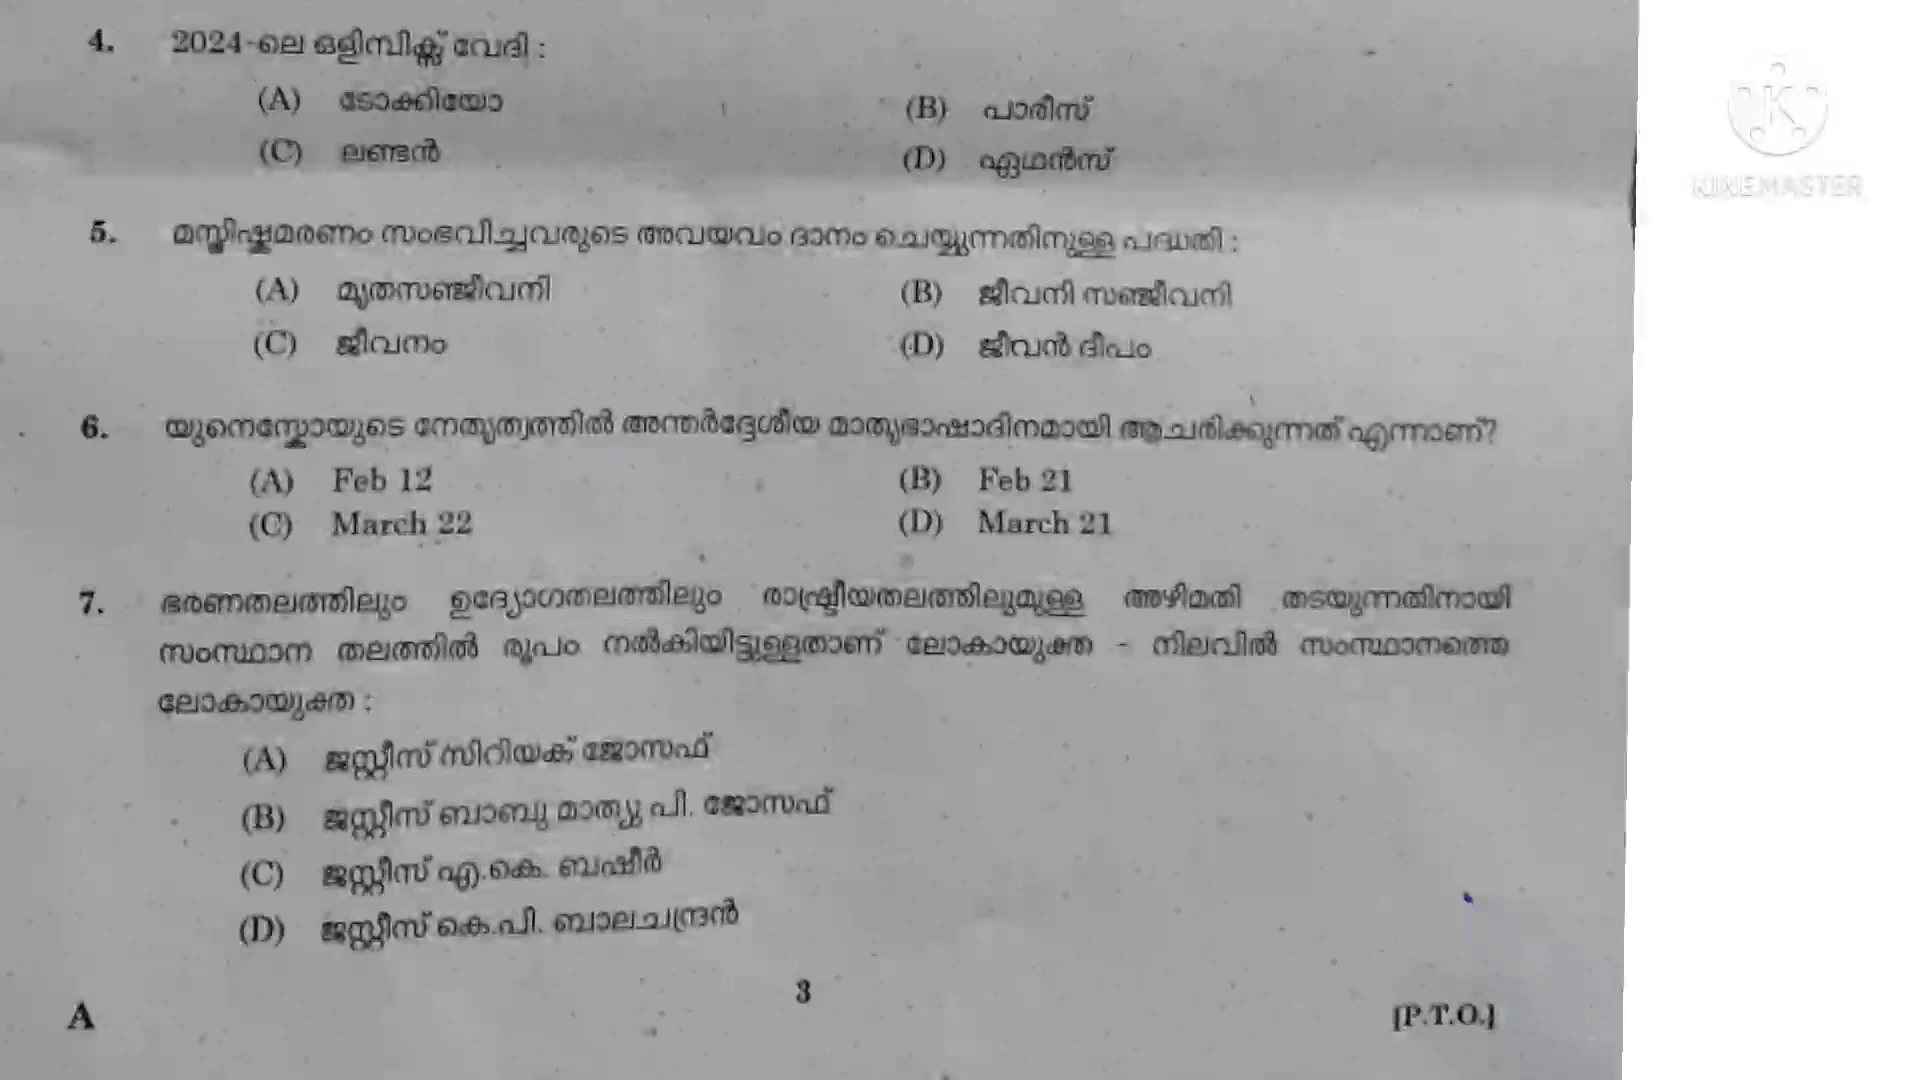 4. 2024-ലെ ഒളിമ്പിക്സ് വേദി :
(A) ടോക്കിയോ (B) പാരീസ്
(C) ലണ്ടൻ (D) ഏഥൻസ്
KINEMASTER
5. മസ്തിഷ്കമരണം സംഭവിച്ചവരുടെ അവയവം ദാനം ചെയ്യുന്നതിനുള്ള പദ്ധതി :
(A) മൃതസഞ്ജീവനി (B) ജീവനി സഞ്ജീവനി
(C) ജീവനം (D) ജീവൻ ദീപം
6. യുനെസ്കോയുടെ നേതൃത്വത്തിൽ അന്തർദ്ദേശീയ മാതൃഭാഷാദിനമായി ആചരിക്കുന്നത് എന്നാണ്?
(A) Feb 12 (B) Feb 21
(C) March 22 (D) March 21
7. ഭരണതലത്തിലും ഉദ്യോഗതലത്തിലും രാഷ്ട്രീയതലത്തിലുമുള്ള അഴിമതി തടയുന്നതിനായി
സംസ്ഥാന തലത്തിൽ രൂപം നൽകിയിട്ടുള്ളതാണ് ലോകായുക്ത - നിലവിൽ സംസ്ഥാനത്തെ
ലോകായുക്ത :
(A) ജസ്റ്റീസ് സിറിയക് ജോസഫ്
(B) ജസ്റ്റീസ് ബാബു മാത്യു പി. ജോസഫ്
(C) ജസ്റ്റീസ് എ.കെ. ബഷീർ
(D) ജസ്റ്റീസ് കെ.പി. ബാലചന്ദ്രൻ
3
A [P.T.O.]